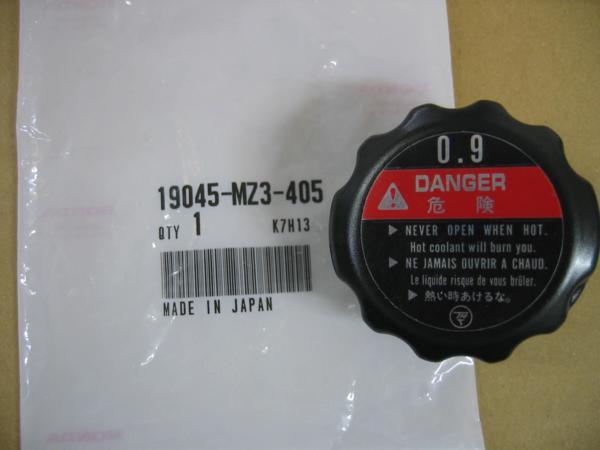 19045-MZ3-405
QTY 1 K7H13
MADE IN JAPAN
HONDA
0.9
DANGER
危険
NEVER OPEN WHEN HOT.
Hot coolant will burn you.
NE JAMAIS OUVRIR A CHAUD.
Le liquide risque de vous brûler.
熱い時あけるな。